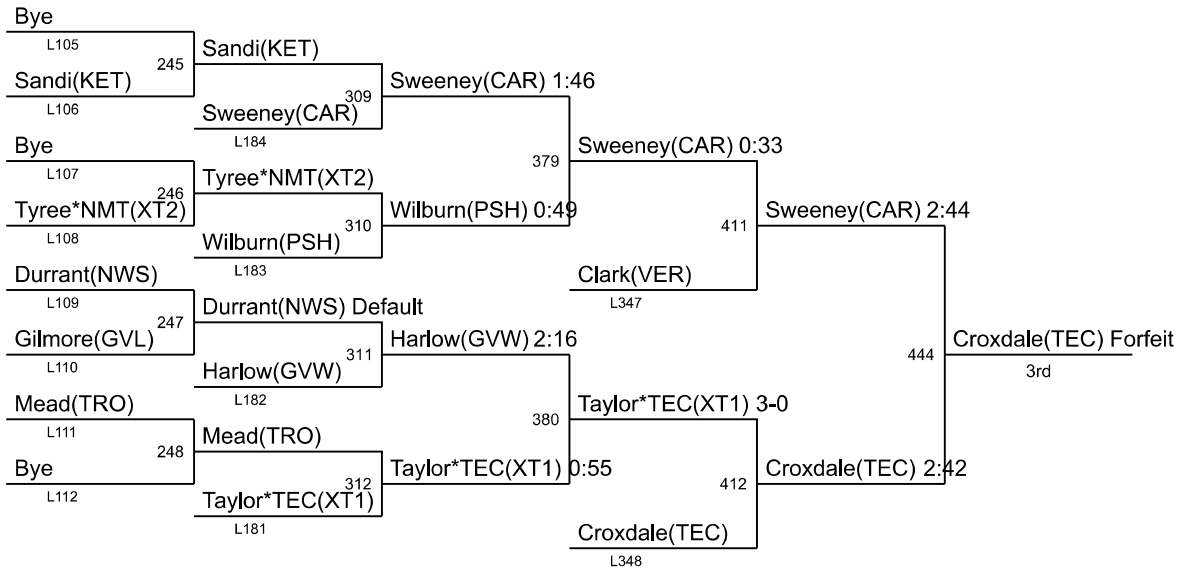 Bye
L105
245
Sandi(KET)
Sandi(KET)
L106
309
Sweeney(CAR) 1:46
Sweeney(CAR)
L184
Bye
L107
379
Sweeney(CAR) 0:33
246
Tyree*NMT(XT2)
Tyree*NMT(XT2)
L108
310
Wilburn(PSH) 0:49
Wilburn(PSH)
L183
411
Sweeney(CAR) 2:44
Durrant(NWS)
L109
Clark(VER)
L347
247
Durrant(NWS) Default
Gilmore(GVL)
L110
311
Harlow(GVW) 2:16
Harlow(GVW)
L182
444
Croxdale(TEC) Forfeit
3rd
Mead(TRO)
L111
380
Taylor*TEC(XT1) 3-0
248
Mead(TRO)
Bye
L112
312
Taylor*TEC(XT1) 0:55
Taylor*TEC(XT1)
L181
412
Croxdale(TEC) 2:42
Croxdale(TEC)
L348